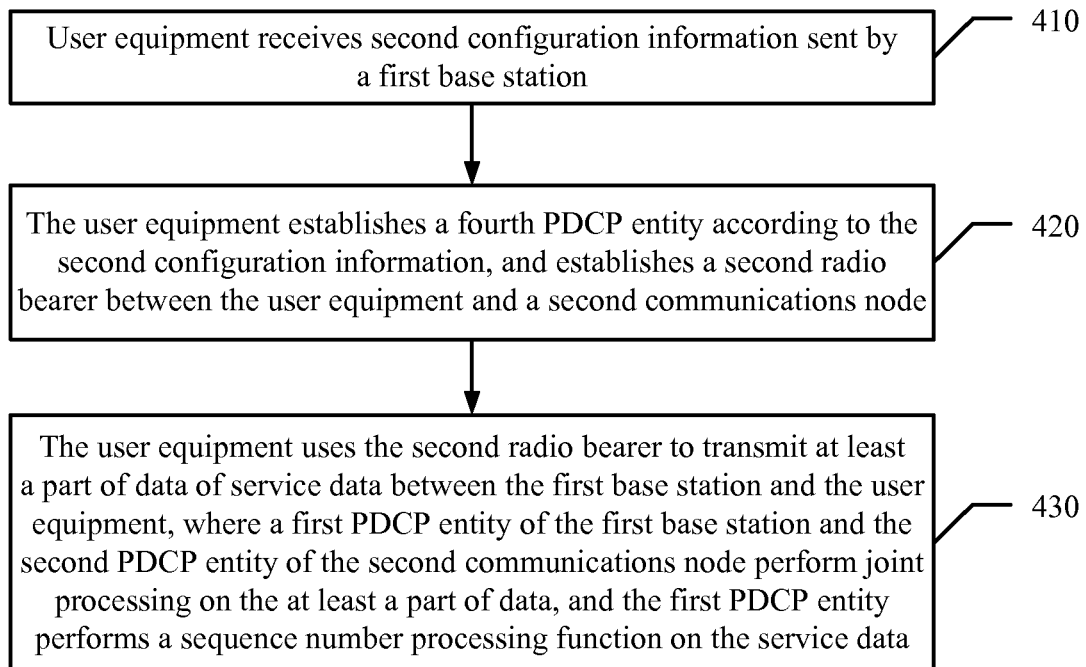 User equipment receives second configuration information sent by
a first base station
410
The user equipment establishes a fourth PDCP entity according to the
second configuration information, and establishes a second radio
bearer between the user equipment and a second communications node
420
The user equipment uses the second radio bearer to transmit at least
a part of data of service data between the first base station and the user
equipment, where a first PDCP entity of the first base station and the
second PDCP entity of the second communications node perform joint
processing on the at least a part of data, and the first PDCP entity
performs a sequence number processing function on the service data
430